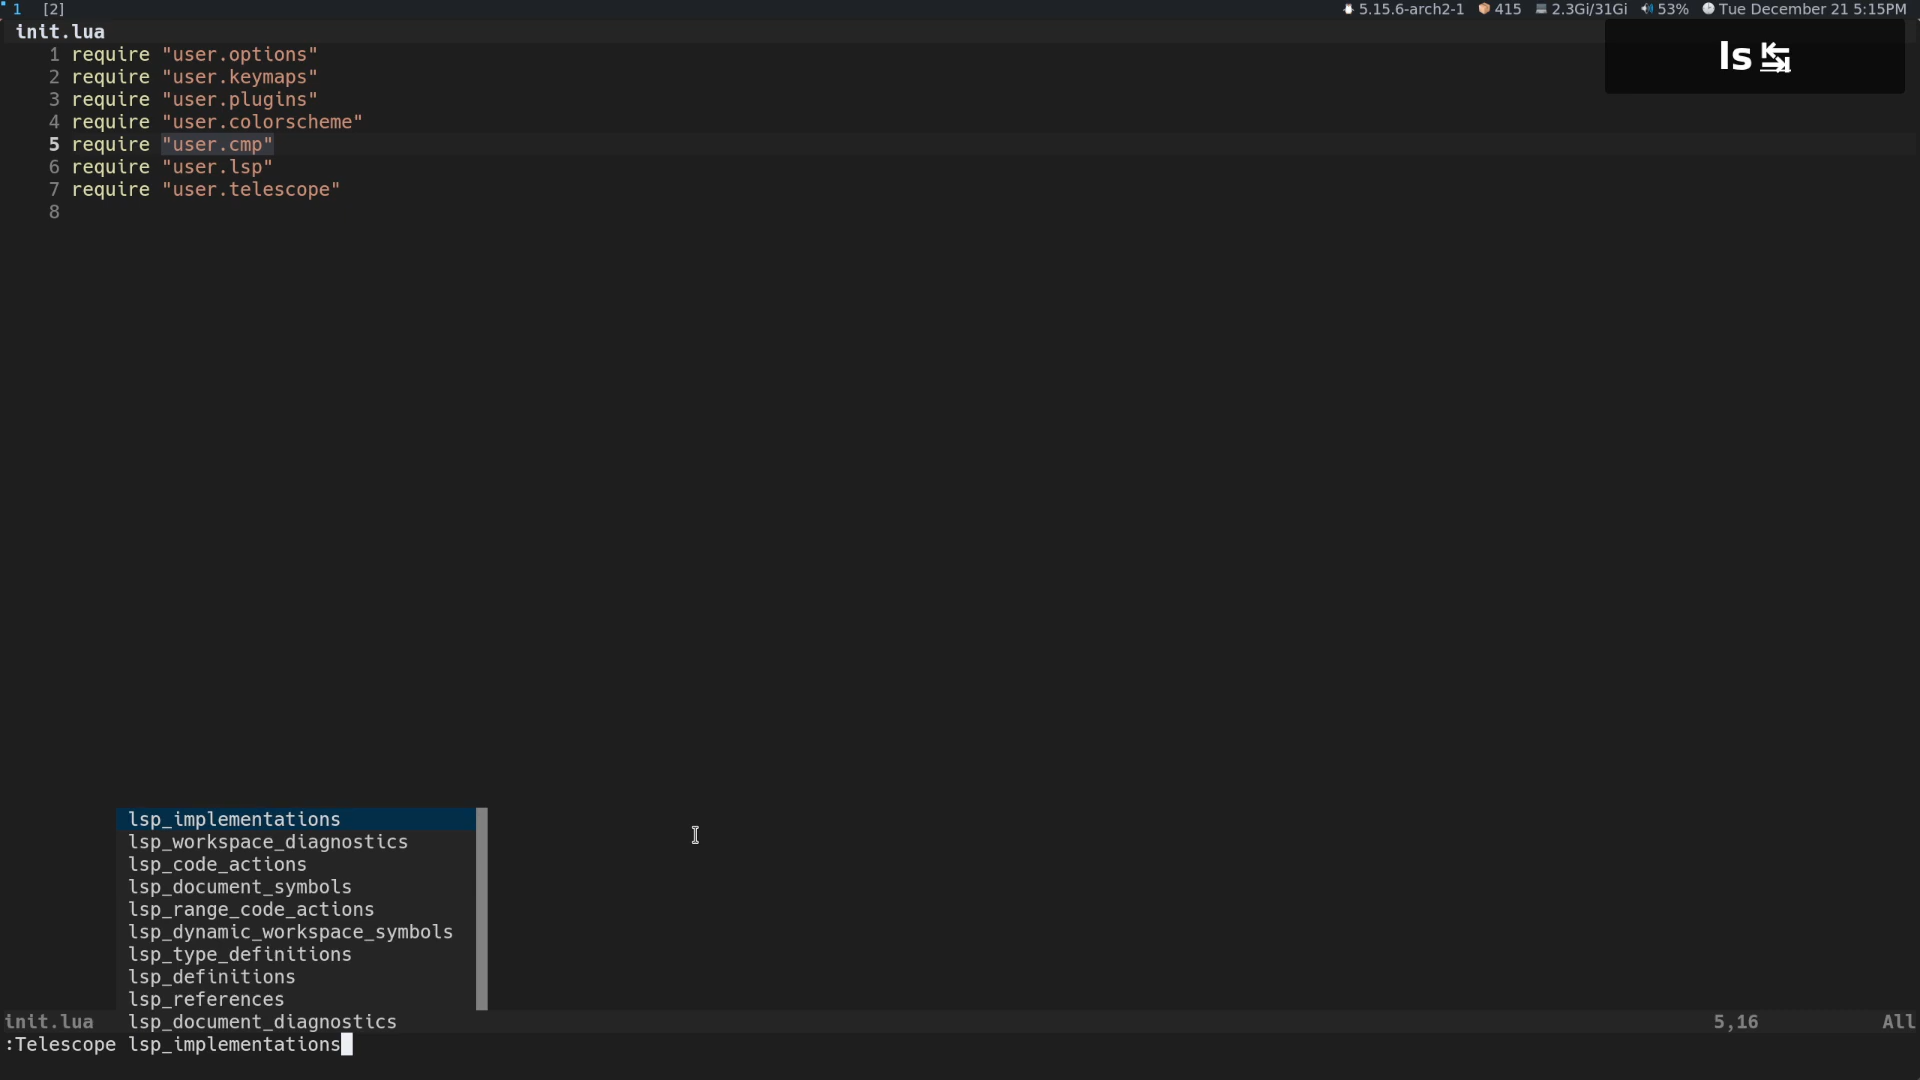 1 [2] 5.15.6-arch2-1 415 2.3Gi/31Gi 53% Tue December 21 5:15PM
init.lua
ls
1 require "user.options"
2 require "user.keymaps"
3 require "user.plugins"
4 require "user.colorscheme"
5 require "user.cmp"
6 require "user.lsp"
7 require "user.telescope"
8
lsp_implementations
lsp_workspace_diagnostics
lsp_code_actions
lsp_document_symbols
lsp_range_code_actions
lsp_dynamic_workspace_symbols
lsp_type_definitions
lsp_definitions
lsp_references
init.lua lsp_document_diagnostics 5,16 All
:Telescope lsp_implementations